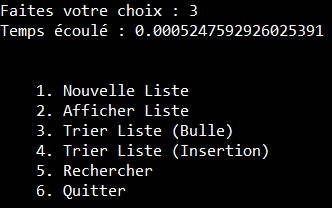 Faites votre choix : 3
Temps écoulé : 0.0005247592926025391
1. Nouvelle Liste
2. Afficher Liste
3. Trier Liste (Bulle)
4. Trier Liste (Insertion)
5. Rechercher
6. Quitter